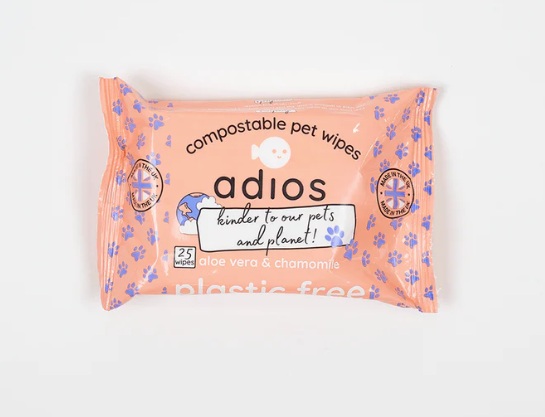 compostable pet wipes
adios
kinder to our pets
and planet!
25
wipes
aloe vera & chamomile
plastic free
MADE IN THE UK
MADE IN THE UK